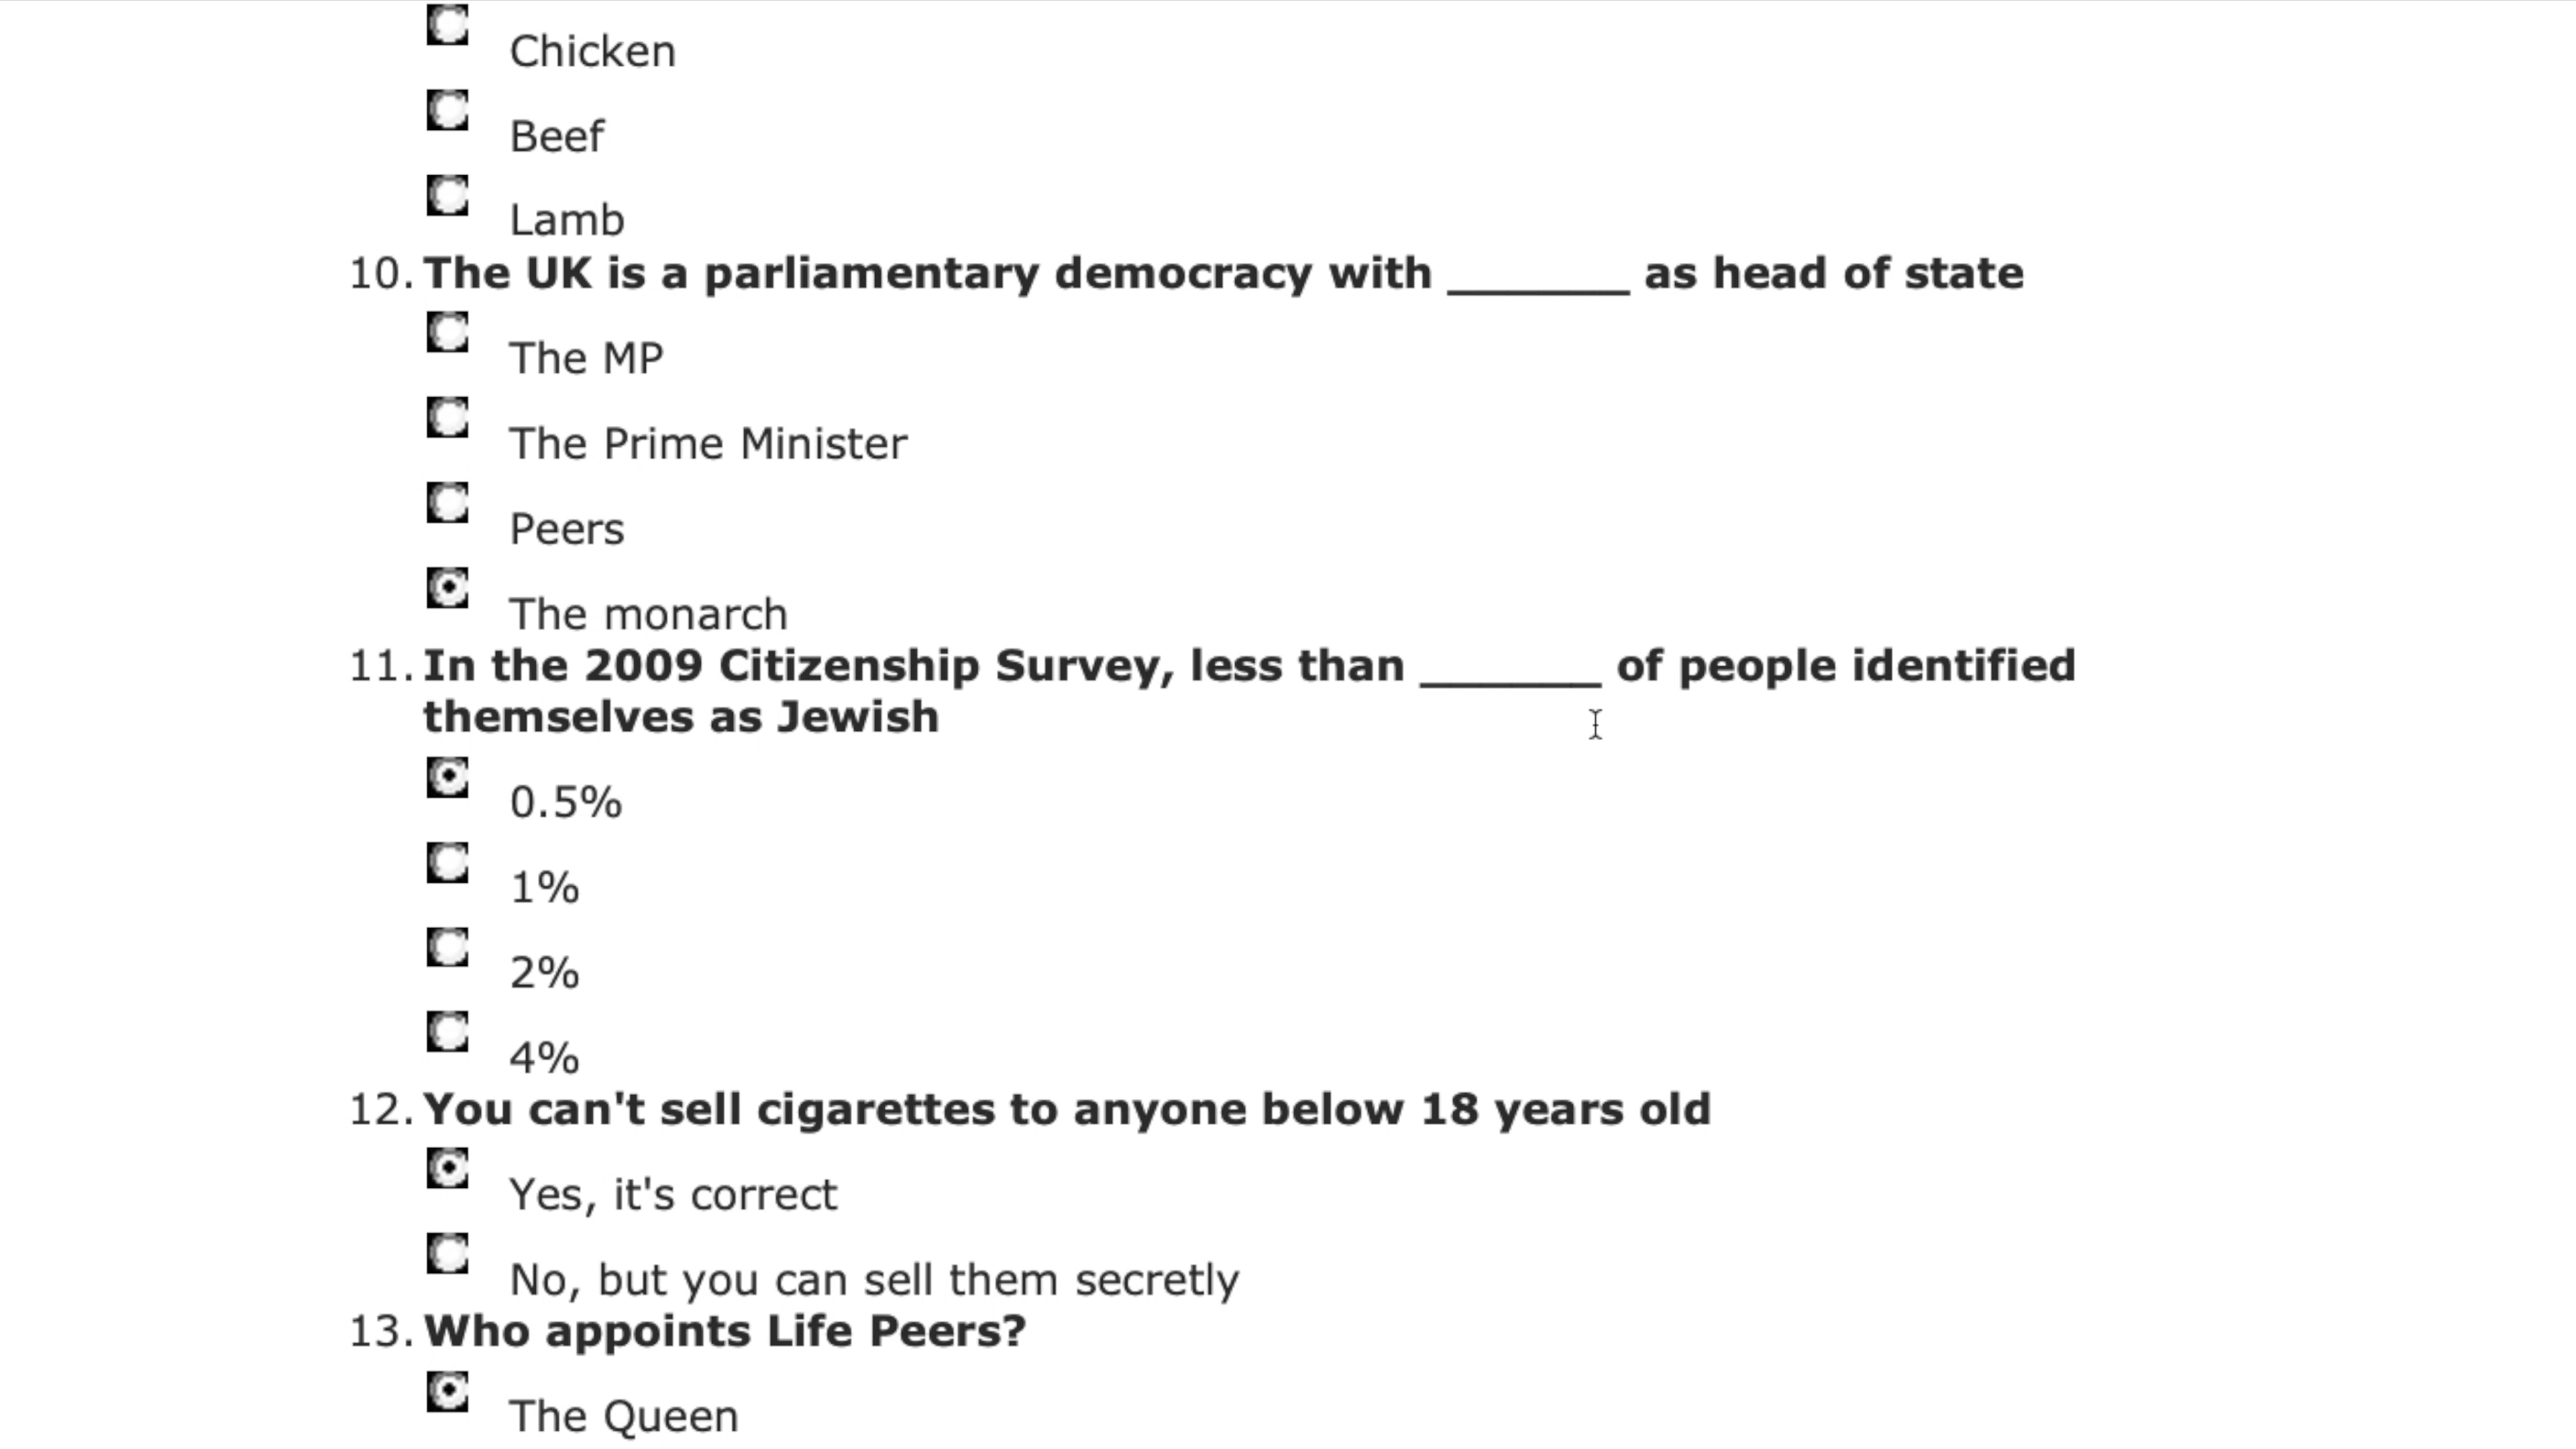 Chicken
Beef
Lamb
10. The UK is a parliamentary democracy with _______ as head of state
The MP
The Prime Minister
Peers
The monarch
11. In the 2009 Citizenship Survey, less than _______ of people identified
themselves as Jewish
0.5%
1%
2%
4%
12. You can't sell cigarettes to anyone below 18 years old
Yes, it's correct
No, but you can sell them secretly
13. Who appoints Life Peers?
The Queen